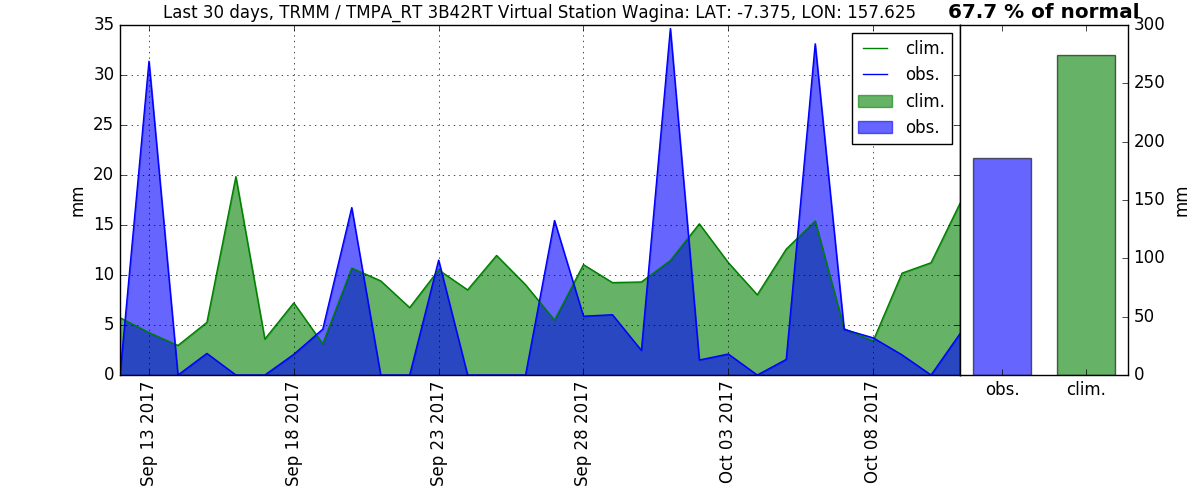 Last 30 days, TRMM / TMPA_RT 3B42RT Virtual Station Wagina: LAT: -7.375, LON: 157.625
67.7 % of normal
35
30
25
20
15
10
5
0
mm
clim.
obs.
clim.
obs.
300
250
200
150
100
50
0
mm
obs.
clim.
Sep 13 2017
Sep 18 2017
Sep 23 2017
Sep 28 2017
Oct 03 2017
Oct 08 2017